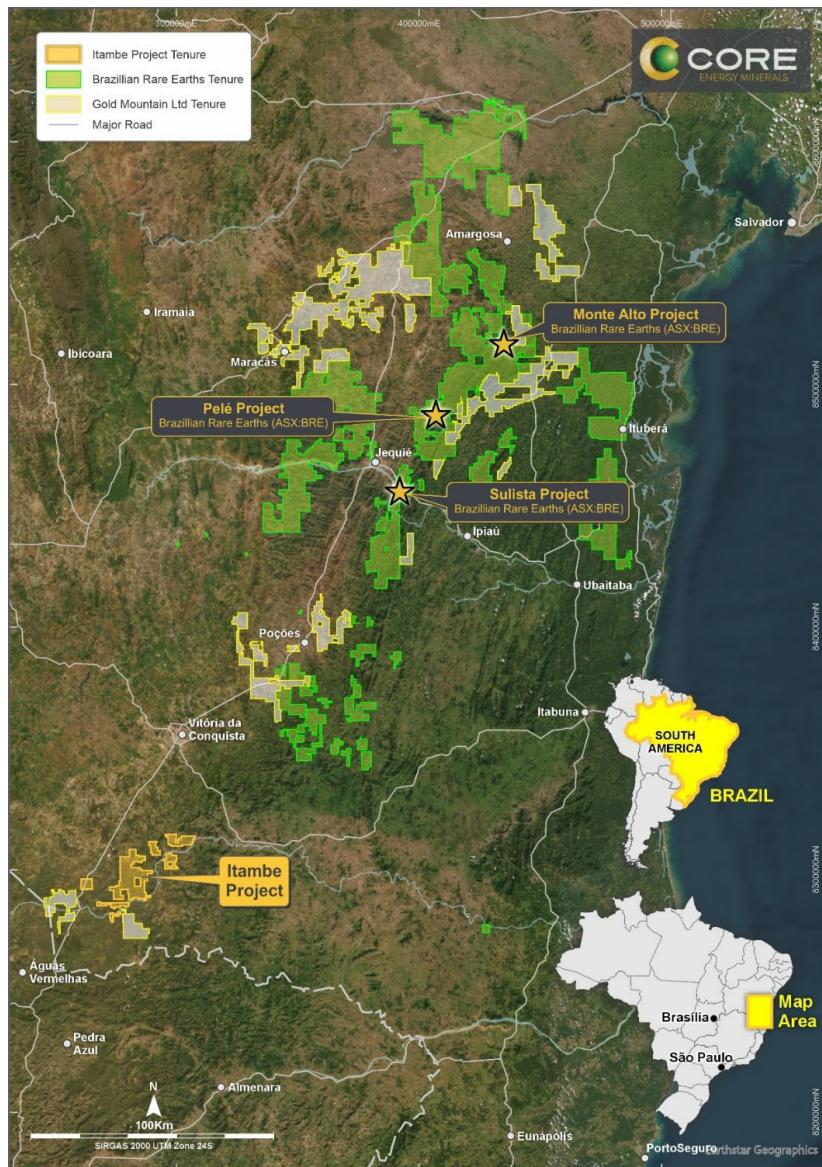 300000mE
400000mE
500000mE
Itambe Project Tenure
Brazillian Rare Earths Tenure
Gold Mountain Ltd Tenure
Major Road
CORE
ENERGY MINERALS
8600000mN
Salvador
Amargosa
Iramaia
Monte Alto Project
Brazillian Rare Earths (ASX:BRE)
Ibicoara
Maracás
8500000mN
Pelé Project
Brazillian Rare Earths (ASX:BRE)
Ituberá
Jequié
Sulista Project
Brazillian Rare Earths (ASX:BRE)
Ipiaú
Ubaitaba
8400000mN
Poções
Itabuna
Vitória da
Conquista
SOUTH
AMERICA
BRAZIL
Itambe
Project
8300000mN
Águas
Vermelhas
Map
Area
Brasília
Pedra
Azul
São Paulo
Almenara
N
100Km
SIRGAS 2000 UTM Zone 24S
8200000mN
Eunápolis
PortoSeguro
Earthstar Geographics